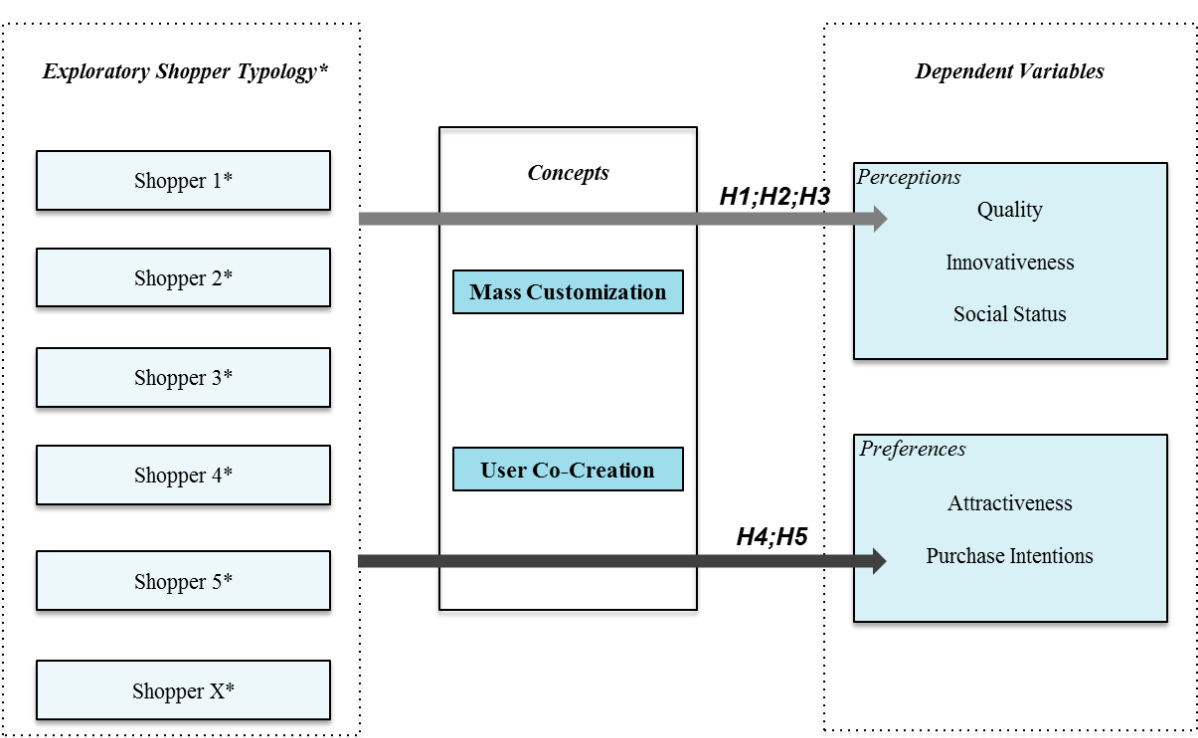 Exploratory Shopper Typology*
Shopper 1*
Shopper 2*
Shopper 3*
Shopper 4*
Shopper 5*
Shopper X*
Concepts
Mass Customization
User Co-Creation
H1;H2;H3
H4;H5
Dependent Variables
Perceptions
Quality
Innovativeness
Social Status
Preferences
Attractiveness
Purchase Intentions